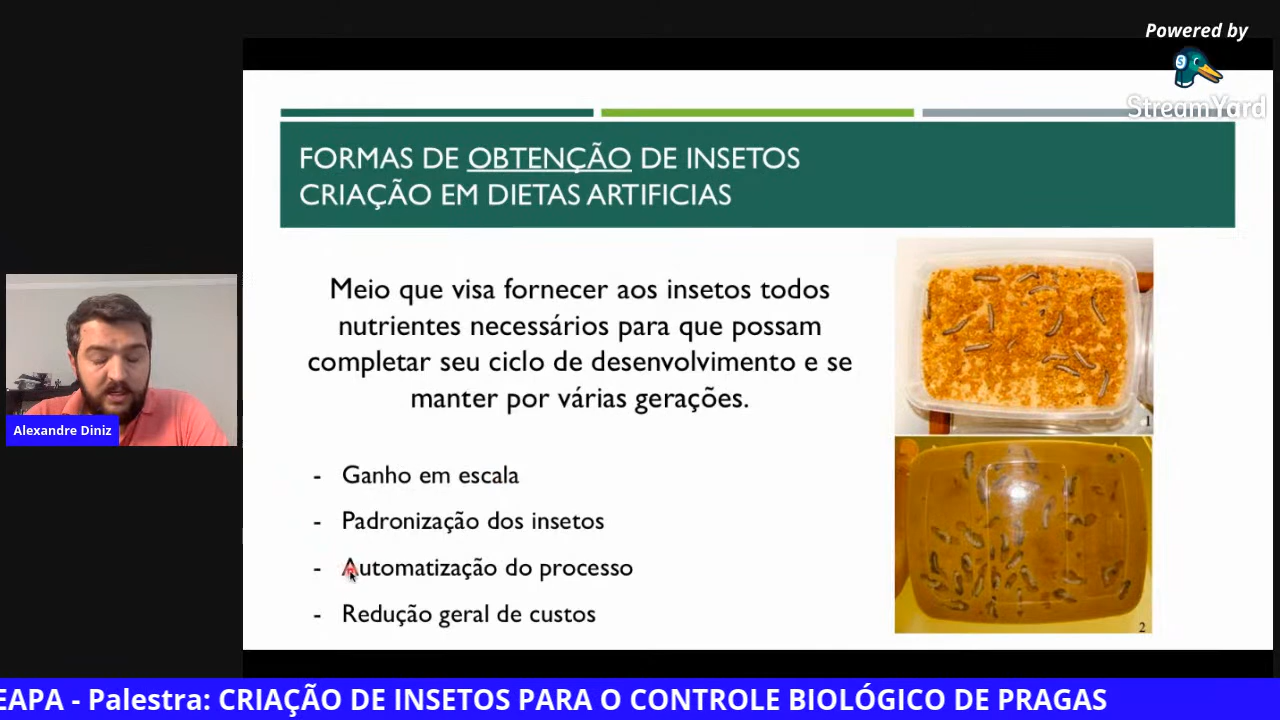 Powered by
StreamYard
FORMAS DE OBTENÇÃO DE INSETOS
CRIAÇÃO EM DIETAS ARTIFICIAS
Meio que visa fornecer aos insetos todos
nutrientes necessários para que possam
completar seu ciclo de desenvolvimento e se
manter por várias gerações.
- Ganho em escala
- Padronização dos insetos
- Automatização do processo
- Redução geral de custos
1
2
Alexandre Diniz
EAPA - Palestra: CRIAÇÃO DE INSETOS PARA O CONTROLE BIOLÓGICO DE PRAGAS